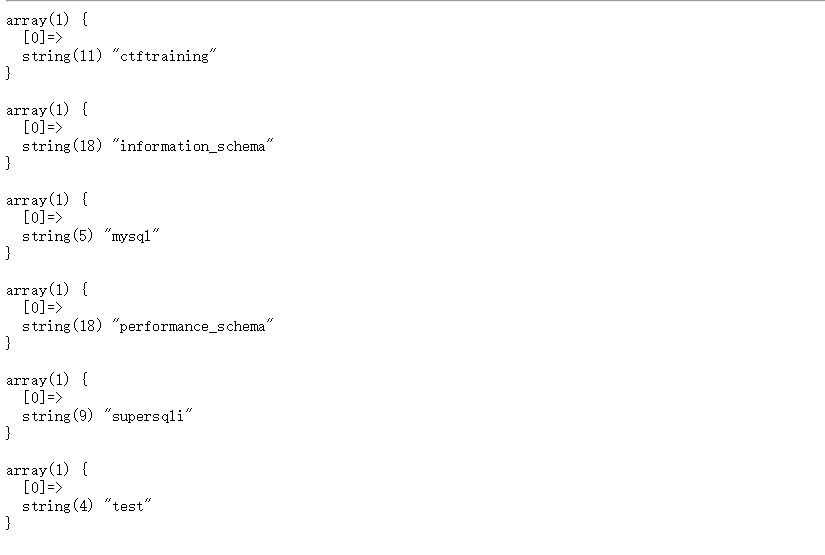 array(1) {
  [0]=>
  string(11) "ctftraining"
}
array(1) {
  [0]=>
  string(18) "information_schema"
}
array(1) {
  [0]=>
  string(5) "mysql"
}
array(1) {
  [0]=>
  string(18) "performance_schema"
}
array(1) {
  [0]=>
  string(9) "supersqli"
}
array(1) {
  [0]=>
  string(4) "test"
}